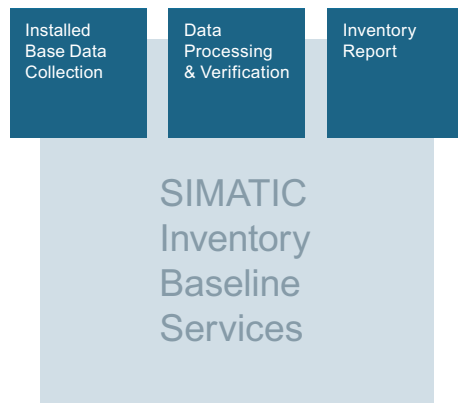 Installed
Base Data
Collection
Data
Processing
& Verification
Inventory
Report
SIMATIC
Inventory
Baseline
Services